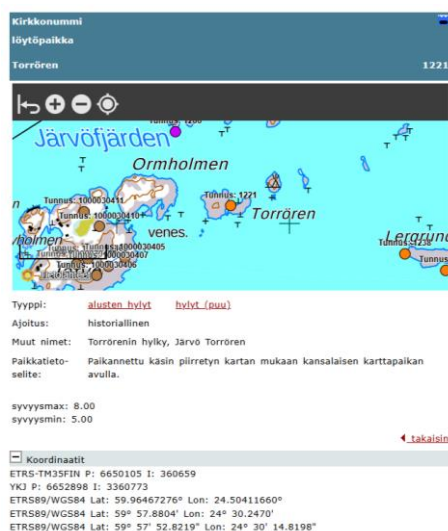 Kirkkonummi
löytöpaikka
Torrören 1221
Järvöfjärden
Ormholmen
Tunnus: 1000030411
Tunnus: 1221
Tunnus: 1000030410
Torrören
venes.
Tunnus: 1238
Tyyppi: alusten hylyt hylyt (puu)
Ajoitus: historiallinen
Muut nimet: Torrörenin hylky, Järvö Torrören
Paikkatieto- Paikannettu käsin piirretyn kartan mukaan kansalaisen karttapaikan
selite: avulla.
syvyysmax: 8.00
syvyysmin: 5.00
takaisin
Koordinaatit
ETRS-TM35FIN P: 6650105 I: 360659
YKJ P: 6652898 I: 3360773
ETRS89/WGS84 Lat: 59.96467276° Lon: 24.50411660°
ETRS89/WGS84 Lat: 59° 57.8804' Lon: 24° 30.2470'
ETRS89/WGS84 Lat: 59° 57' 52.8219" Lon: 24° 30' 14.8198"